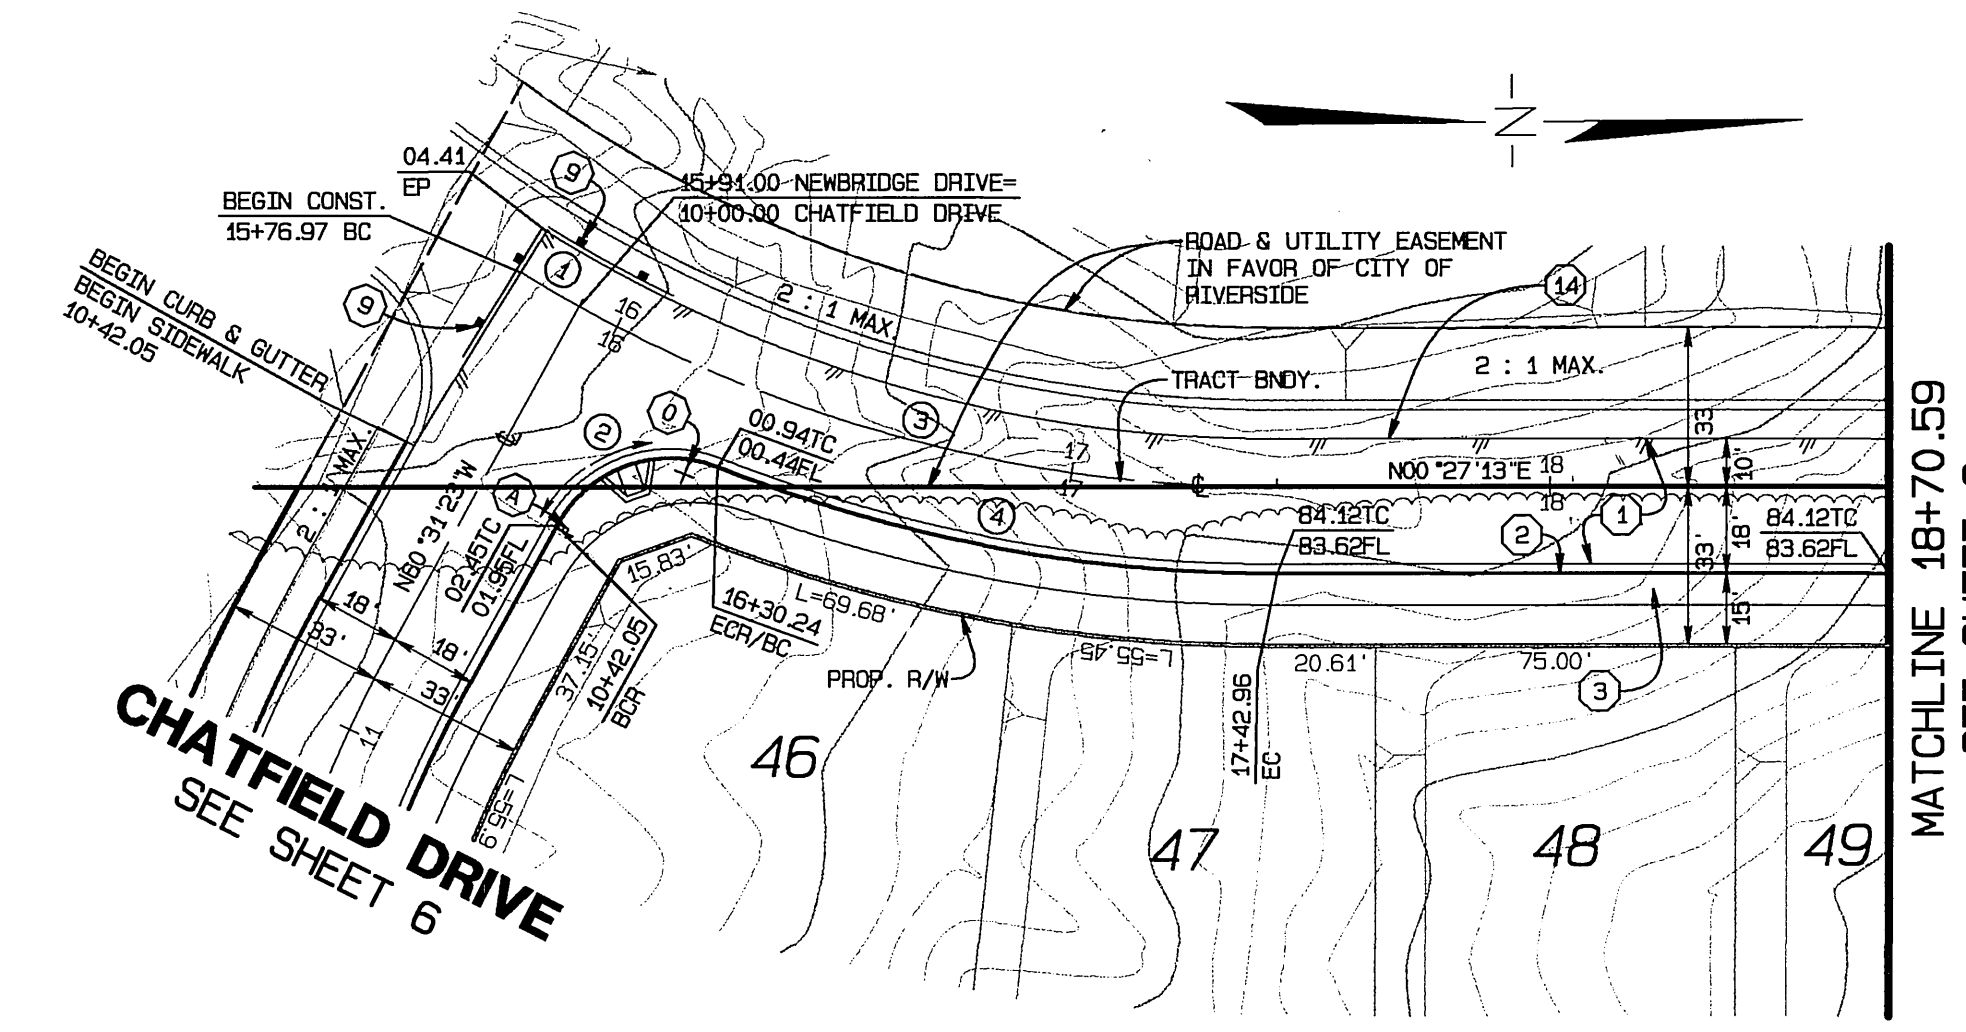 04.41
EP
9
BEGIN CONST.
15+76.97 BC
15+91.00 NEWBRIDGE DRIVE=
10+00.00 CHATFIELD DRIVE
N
ROAD & UTILITY EASEMENT
IN FAVOR OF CITY OF
RIVERSIDE
14
BEGIN CURB & GUTTER
BEGIN SIDEWALK
10+42.05
9
1
16
16
2 : 1 MAX.
2 : 1 MAX.
TRACT BNDY.
33'
10'
2
0
00.94TC
00.44FL
3
17
17
N00°27'13"E
18
18
2 : 1 MAX.
A
N60°31'23"W
02.45TC
01.95FL
4
84.12TC
83.62FL
2
1
84.12TC
83.62FL
33'
18'
15'
18'
33'
18'
33'
15.83'
L=69.68'
16+30.24
ECR/BC
37.15'
10+42.05
BCR
PROP. R/W
L=55.45
20.61'
75.00'
3
17+42.96
EC
11
L=55.9
46
47
48
49
CHATFIELD DRIVE
SEE SHEET 6
MATCHLINE 18+70.59